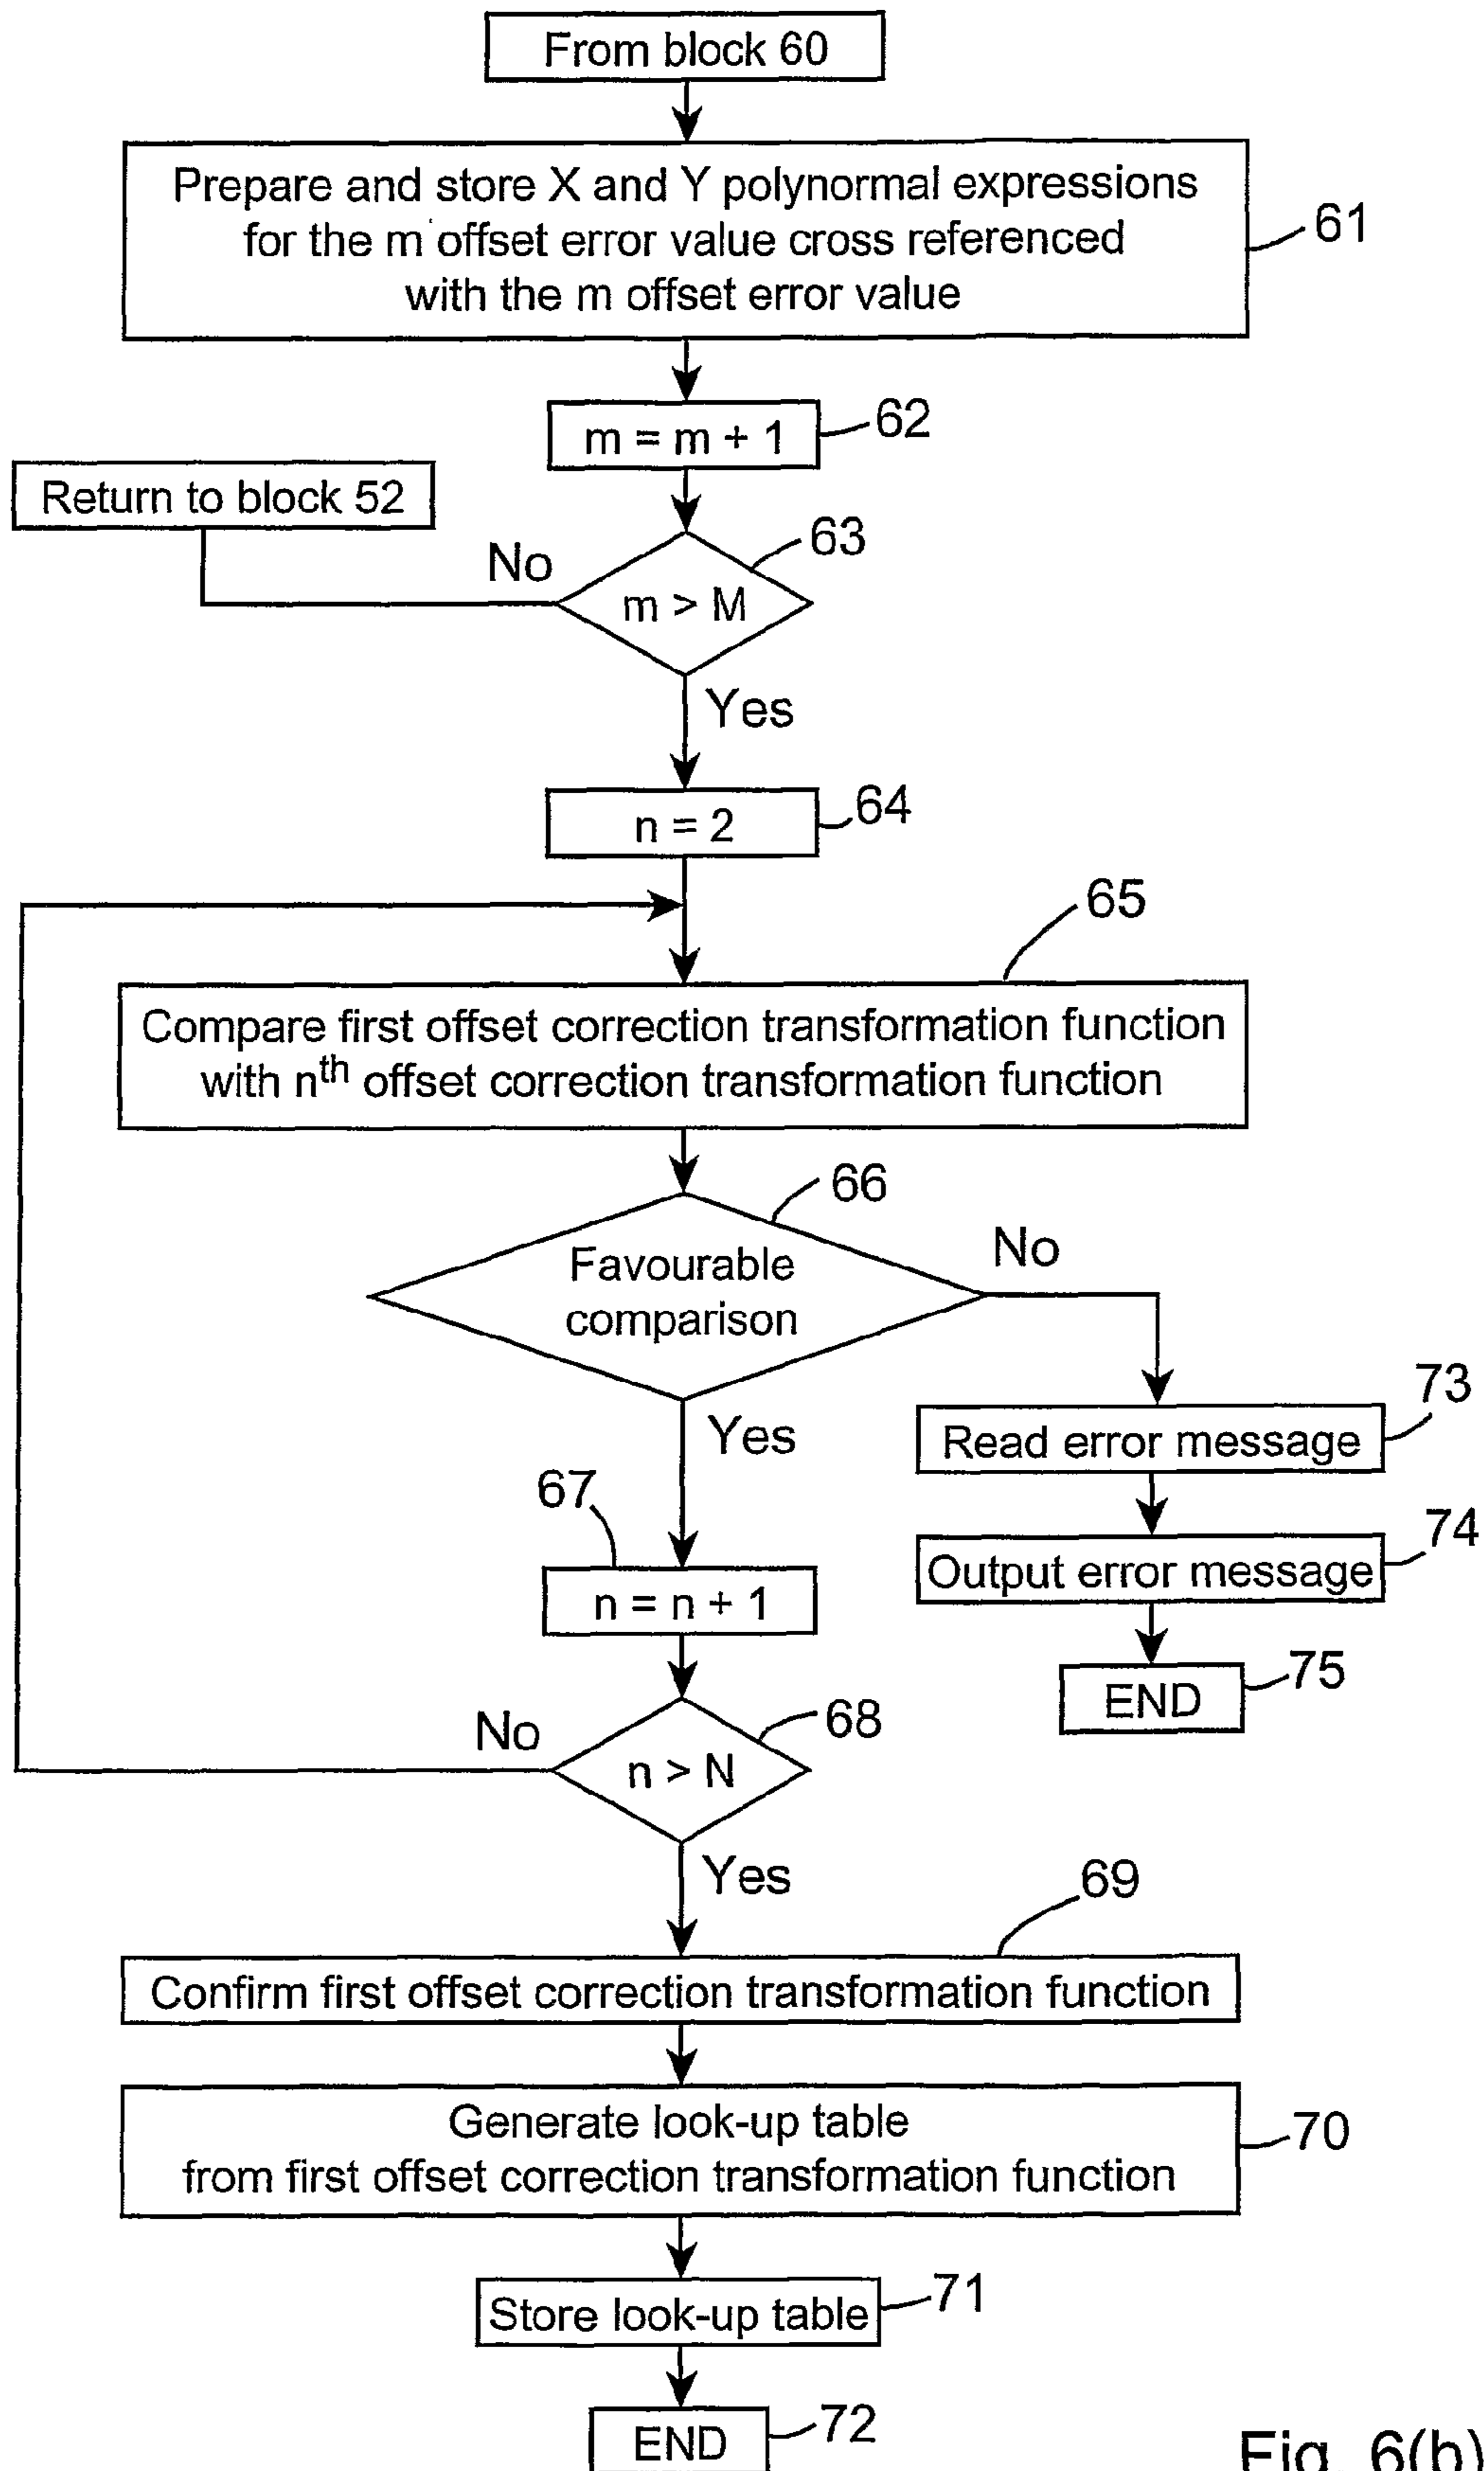 From block 60
Prepare and store X and Y polynormal expressions
for the m offset error value cross referenced
with the m offset error value
61
m = m + 1
62
Return to block 52
No
63
m > M
Yes
n = 2
64
65
Compare first offset correction transformation function
with nth offset correction transformation function
66
Favourable
comparison
No
Yes
73
Read error message
67
74
Output error message
n = n + 1
75
END
No
68
n > N
Yes
69
Confirm first offset correction transformation function
Generate look-up table
from first offset correction transformation function
70
Store look-up table
71
END
72
Fig. 6(b)